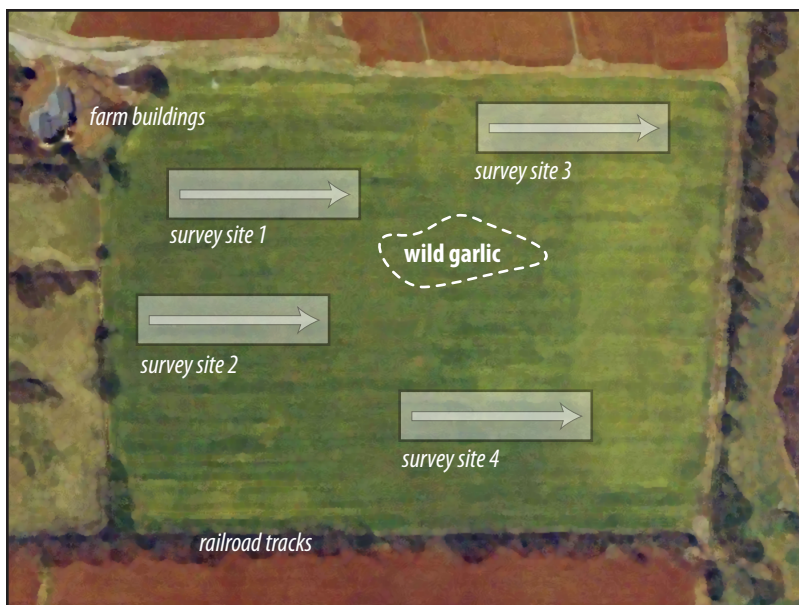 farm buildings
survey site 3
survey site 1
wild garlic
survey site 2
survey site 4
railroad tracks